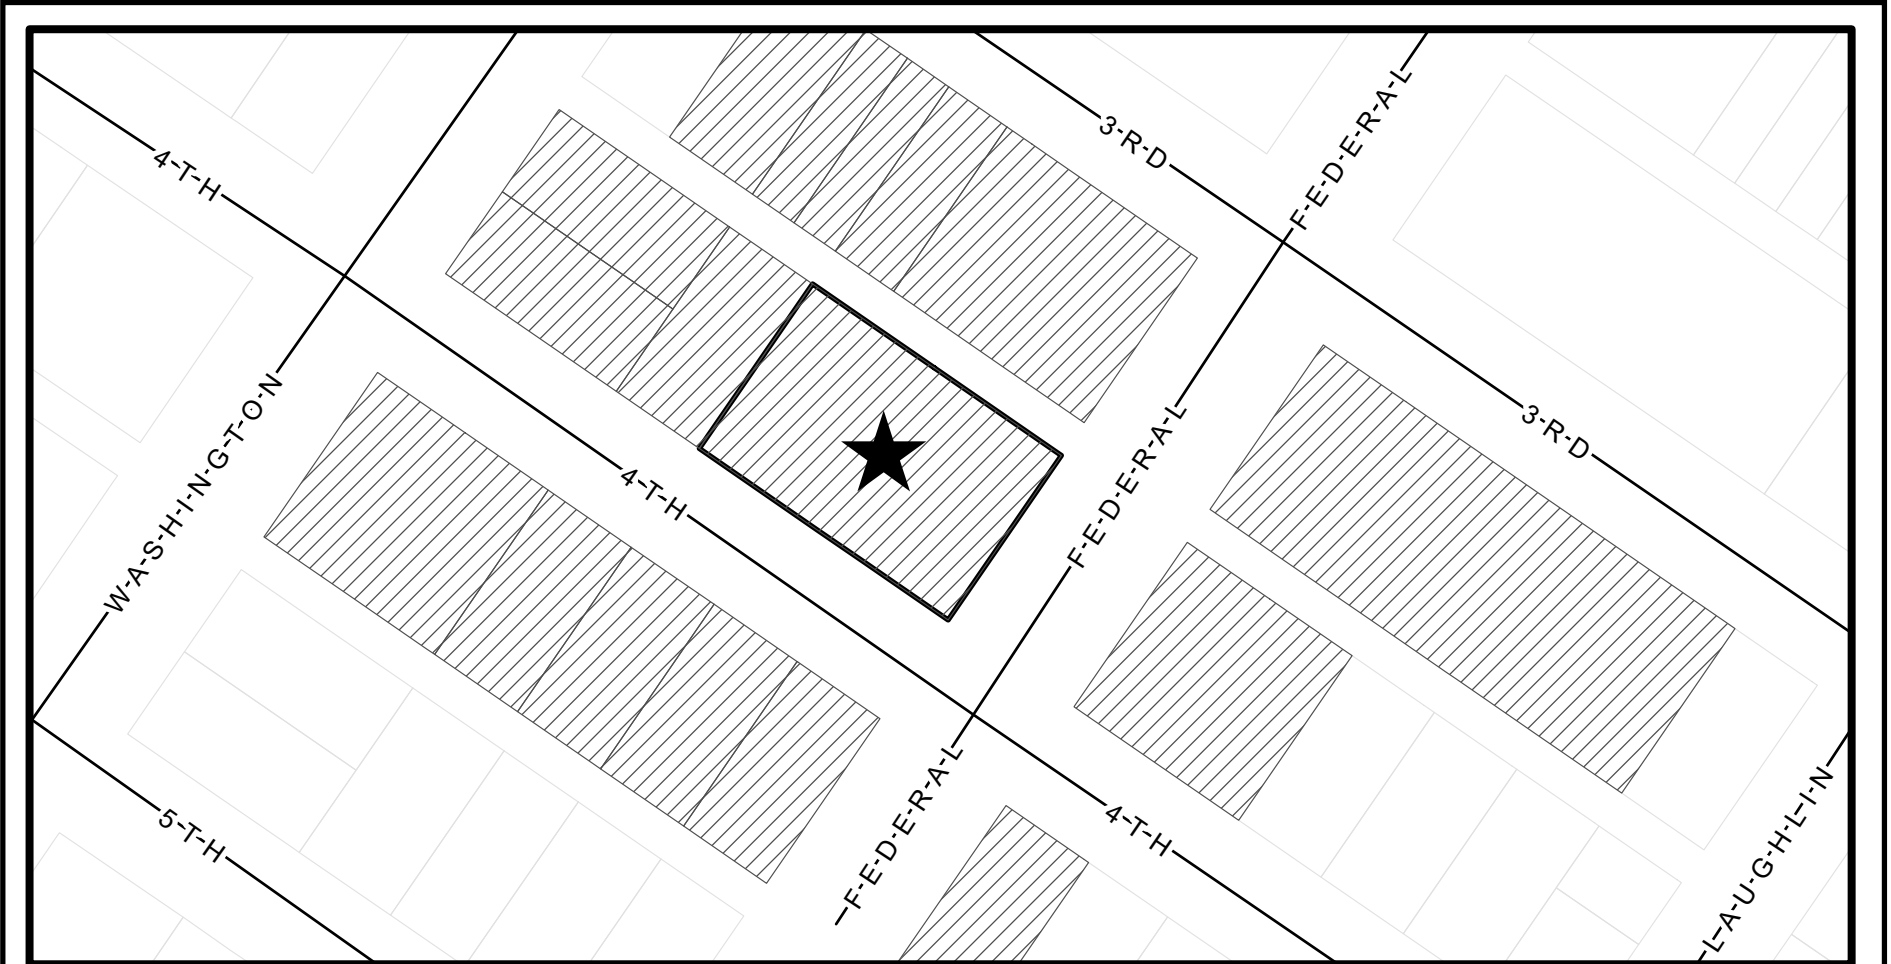 3-R-D
F-E-D-E-R-A-L
4-T-H
W-A-S-H-I-N-G-T-O-N
4-T-H
F-E-D-E-R-A-L
3-R-D
5-T-H
F-E-D-E-R-A-L
4-T-H
L-A-U-G-H-L-I-N